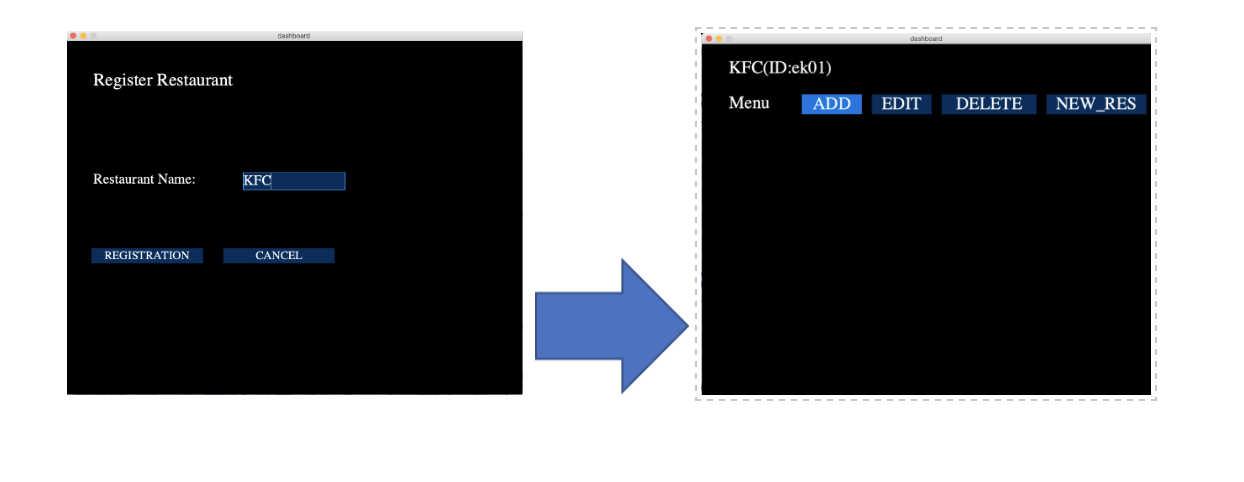 dashboard
Register Restaurant
Restaurant Name: KFC
REGISTRATION CANCEL
dashboard
KFC(ID:ek01)
Menu ADD EDIT DELETE NEW_RES